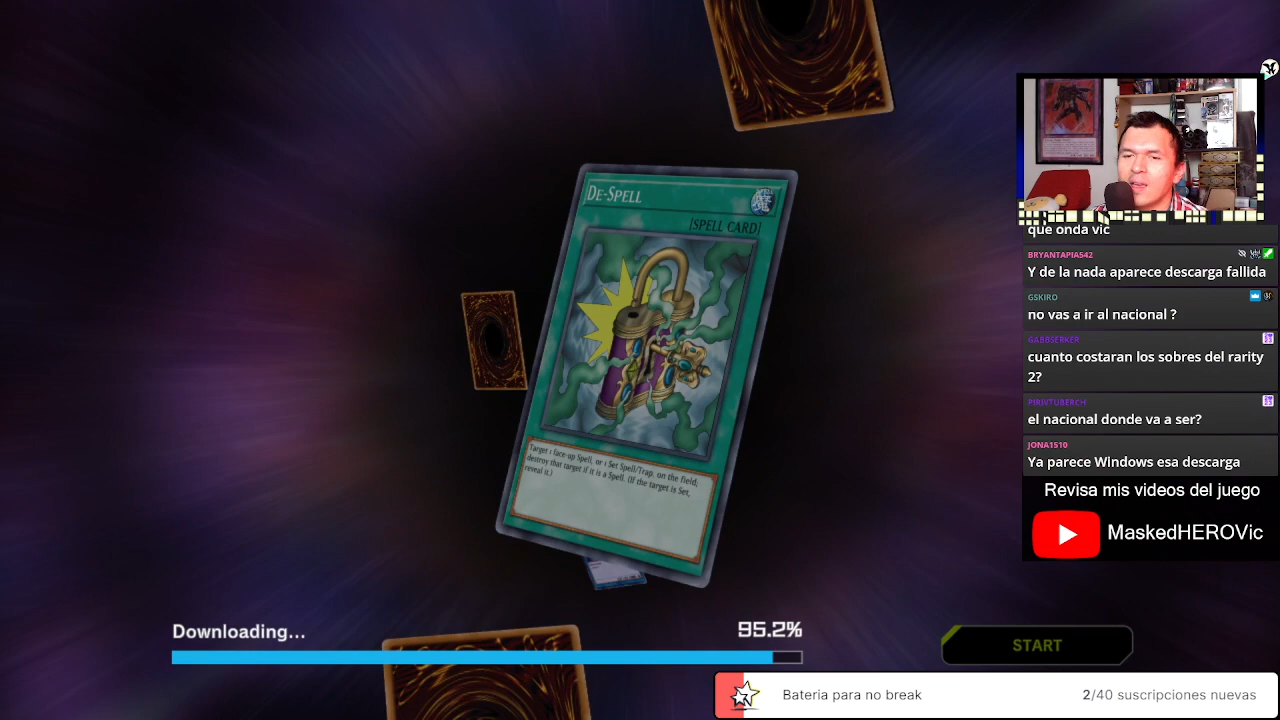 DE-SPELL
[SPELL CARD]
Target 1 face-up Spell, or 1 Set Spell/Trap, on the field,
destroy that target if it is a Spell. (If the target is Set,
reveal it.)
Downloading...
95.2%
START
que onda vic
BRYANTAPIA542
Y de la nada aparece descarga fallida
GSKIRO
no vas a ir al nacional ?
GABBSERKER
cuanto costaran los sobres del rarity
2?
PIRIVTUBERCH
el nacional donde va a ser?
JONA1510
Ya parece Windows esa descarga
Revisa mis videos del juego
MaskedHEROVic
Bateria para no break
2/40 suscripciones nuevas